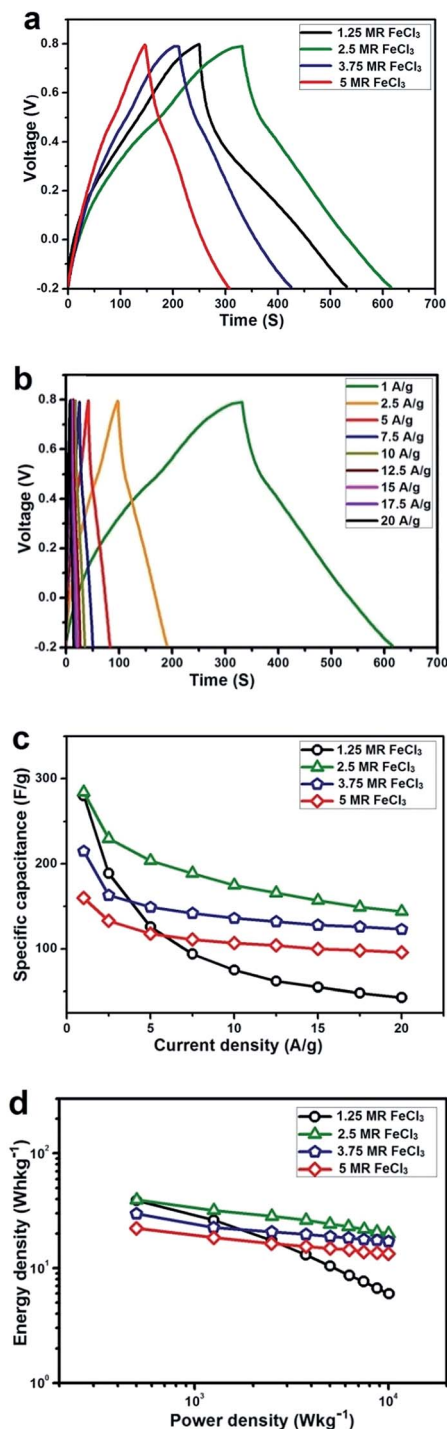 a
1.25 MR FeCl₃
2.5 MR FeCl₃
3.75 MR FeCl₃
5 MR FeCl₃
Voltage (V)
0.8
0.6
0.4
0.2
0.0
-0.2
0 100 200 300 400 500 600 700
Time (S)
b
1 A/g
2.5 A/g
5 A/g
7.5 A/g
10 A/g
12.5 A/g
15 A/g
17.5 A/g
20 A/g
Voltage (V)
0.8
0.6
0.4
0.2
0.0
-0.2
0 100 200 300 400 500 600 700
Time (S)
c
1.25 MR FeCl₃
2.5 MR FeCl₃
3.75 MR FeCl₃
5 MR FeCl₃
Specific capacitance (F/g)
300
200
100
0 5 10 15 20
Current density (A/g)
d
1.25 MR FeCl₃
2.5 MR FeCl₃
3.75 MR FeCl₃
5 MR FeCl₃
Energy density (Whkg⁻¹)
10²
10¹
10⁰
10³ 10⁴
Power density (Wkg⁻¹)